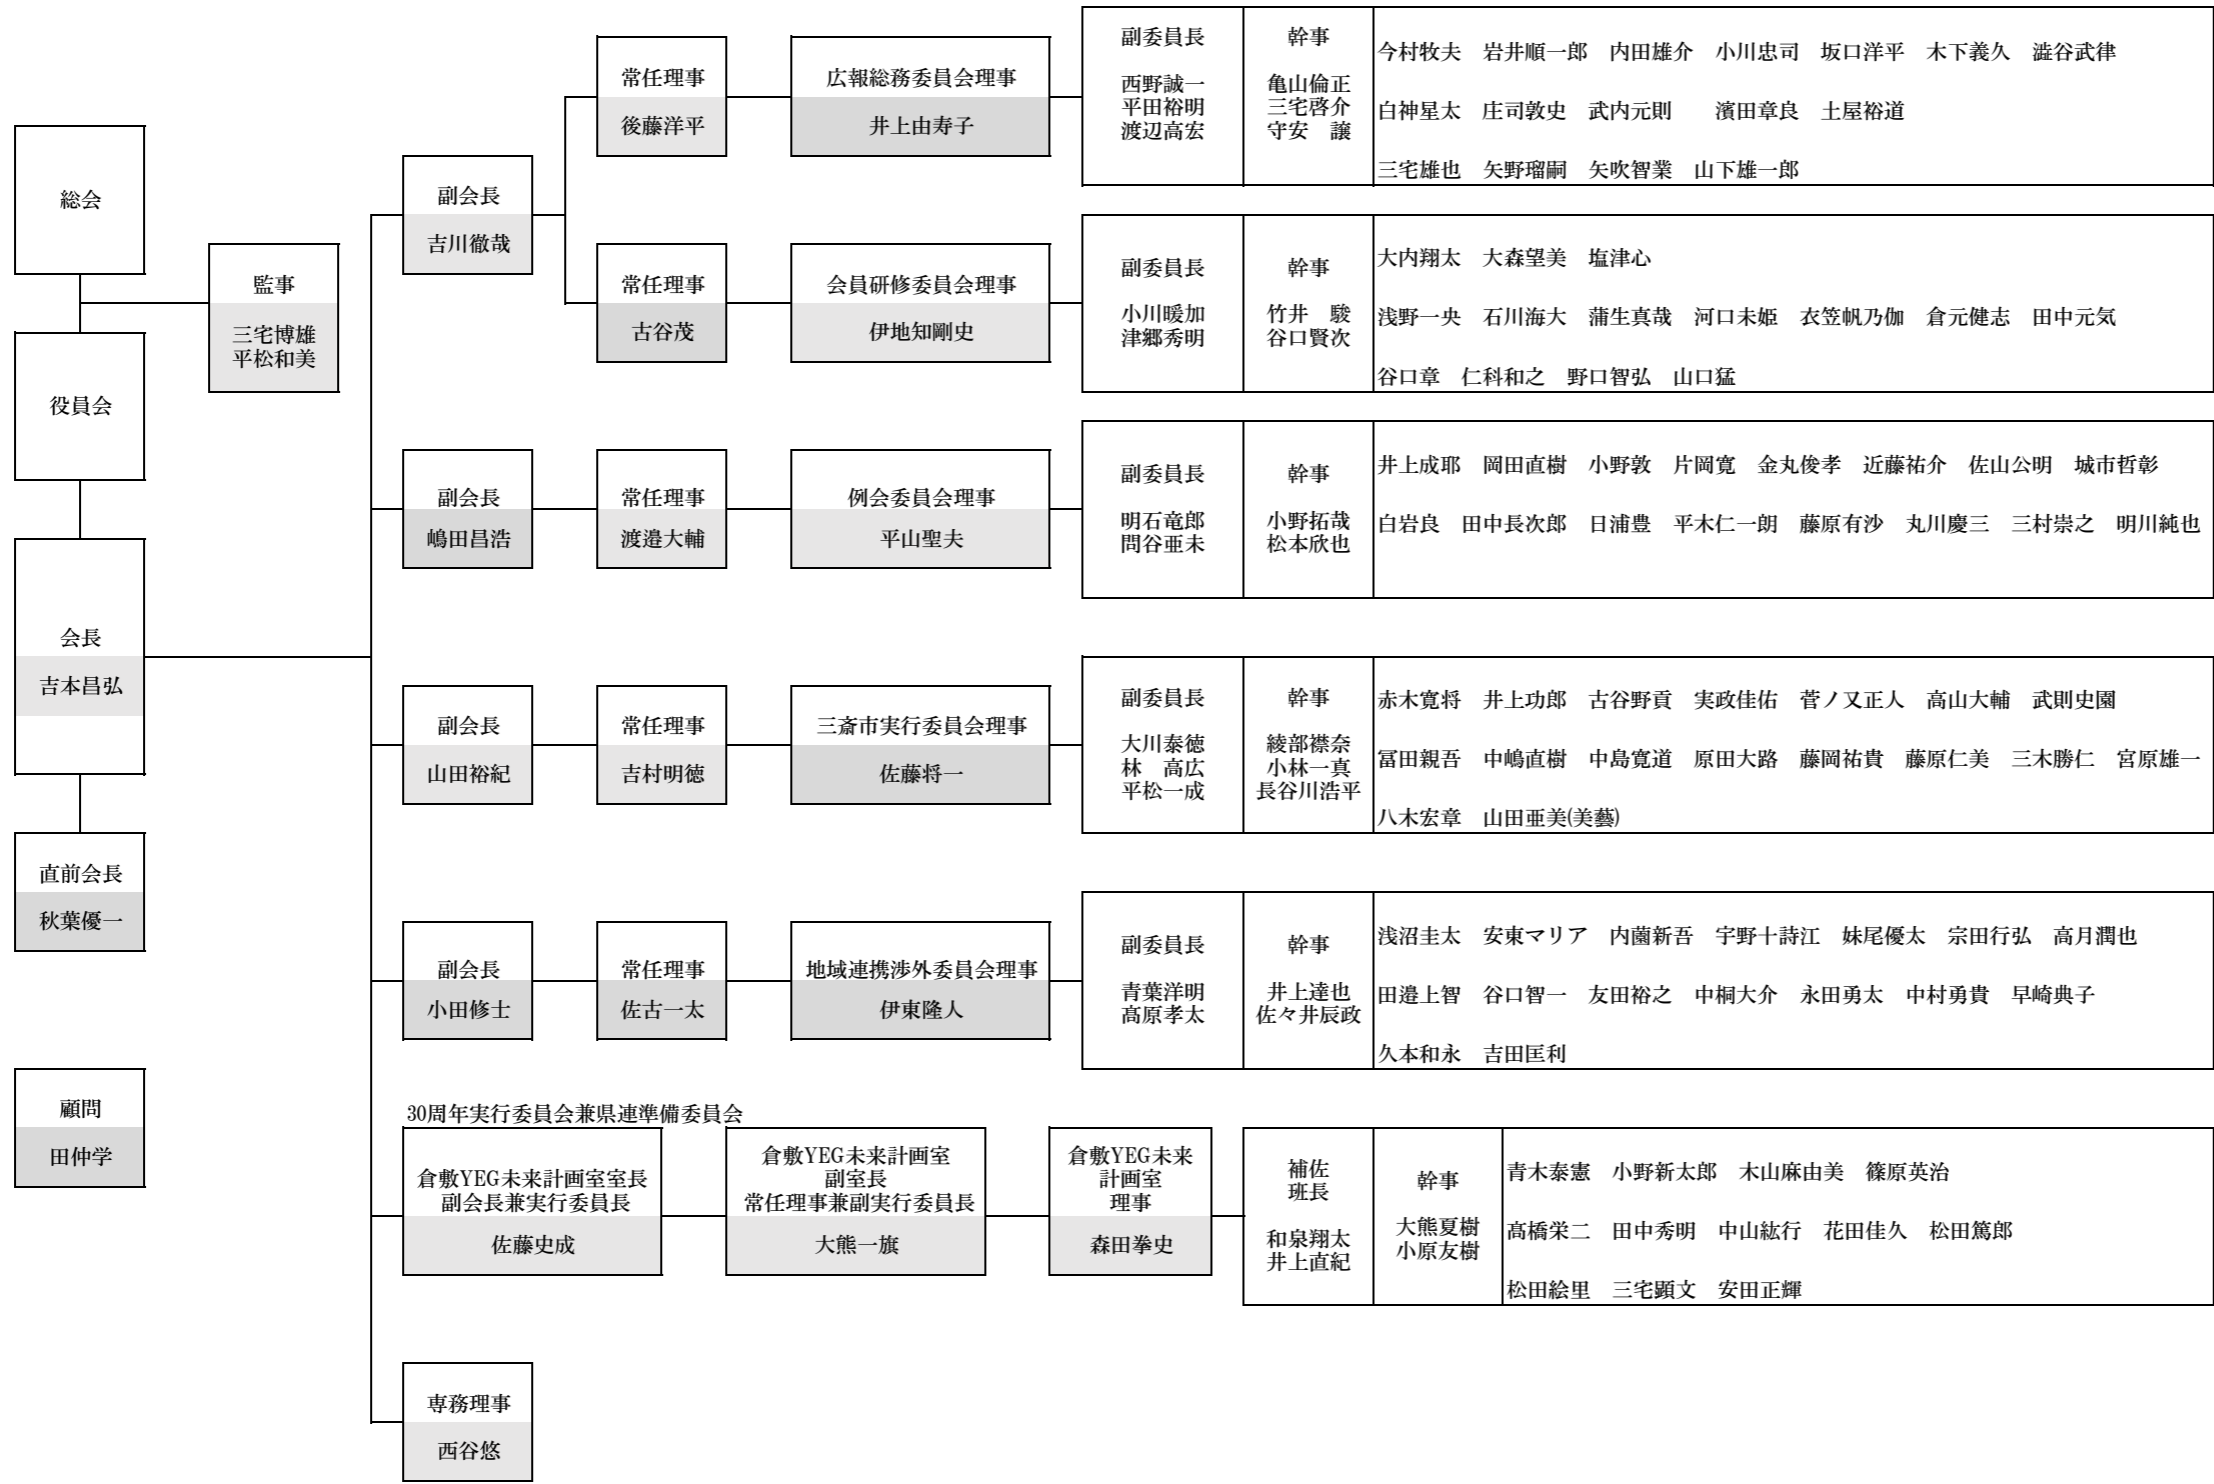 総会
監事
三宅博雄
平松和美
役員会
会長
吉本昌弘
直前会長
秋葉優一
顧問
田仲学
副会長
吉川徹哉
常任理事
後藤洋平
広報総務委員会理事
井上由寿子
副委員長
西野誠一
平田裕明
渡辺高宏
幹事
亀山倫正
三宅啓介
守安　譲
今村牧夫　岩井順一郎　内田雄介　小川忠司　坂口洋平　木下義久　澁谷武律
白神星太　庄司敦史　武内元則　　濱田章良　土屋裕道
三宅雄也　矢野瑠嗣　矢吹智業　山下雄一郎
常任理事
古谷茂
会員研修委員会理事
伊地知剛史
副委員長
小川暖加
津郷秀明
幹事
竹井　駿
谷口賢次
大内翔太　大森望美　塩津心
浅野一央　石川海大　蒲生真哉　河口未姫　衣笠帆乃伽　倉元健志　田中元気
谷口章　仁科和之　野口智弘　山口猛
副会長
嶋田昌浩
常任理事
渡邉大輔
例会委員会理事
平山聖夫
副委員長
明石竜郎
問谷亜未
幹事
小野拓哉
松本欣也
井上成耶　岡田直樹　小野敦　片岡寛　金丸俊孝　近藤祐介　佐山公明　城市哲彰
白岩良　田中長次郎　日浦豊　平木仁一朗　藤原有沙　丸川慶三　三村崇之　明川純也
副会長
山田裕紀
常任理事
吉村明徳
三斎市実行委員会理事
佐藤将一
副委員長
大川泰徳
林　高広
平松一成
幹事
綾部襟奈
小林一真
長谷川浩平
赤木寛将　井上功郎　古谷野貢　実政佳佑　菅ノ又正人　高山大輔　武則史園
冨田親吾　中嶋直樹　中島寛道　原田大路　藤岡祐貴　藤原仁美　三木勝仁　宮原雄一
八木宏章　山田亜美(美藝)
副会長
小田修士
常任理事
佐古一太
地域連携渉外委員会理事
伊東隆人
副委員長
青葉洋明
高原孝太
幹事
井上達也
佐々井辰政
浅沼圭太　安東マリア　内薗新吾　宇野十詩江　妹尾優太　宗田行弘　高月潤也
田邉上智　谷口智一　友田裕之　中桐大介　永田勇太　中村勇貴　早崎典子
久本和永　吉田匡利
30周年実行委員会兼県連準備委員会
倉敷YEG未来計画室室長
副会長兼実行委員長
佐藤史成
倉敷YEG未来計画室
副室長
常任理事兼副実行委員長
大熊一旗
倉敷YEG未来
計画室
理事
森田拳史
補佐
班長
和泉翔太
井上直紀
幹事
大熊夏樹
小原友樹
青木泰憲　小野新太郎　木山麻由美　篠原英治
髙橋栄二　田中秀明　中山紘行　花田佳久　松田篤郎
松田絵里　三宅顕文　安田正輝
専務理事
西谷悠